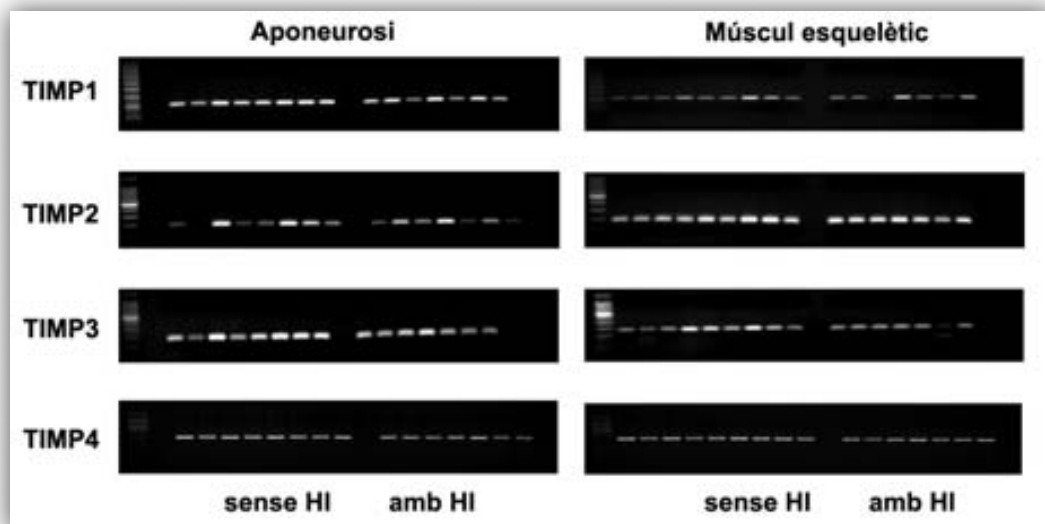 Aponeurosi Múscul esquelètic
TIMP1
TIMP2
TIMP3
TIMP4
sense HI amb HI sense HI amb HI